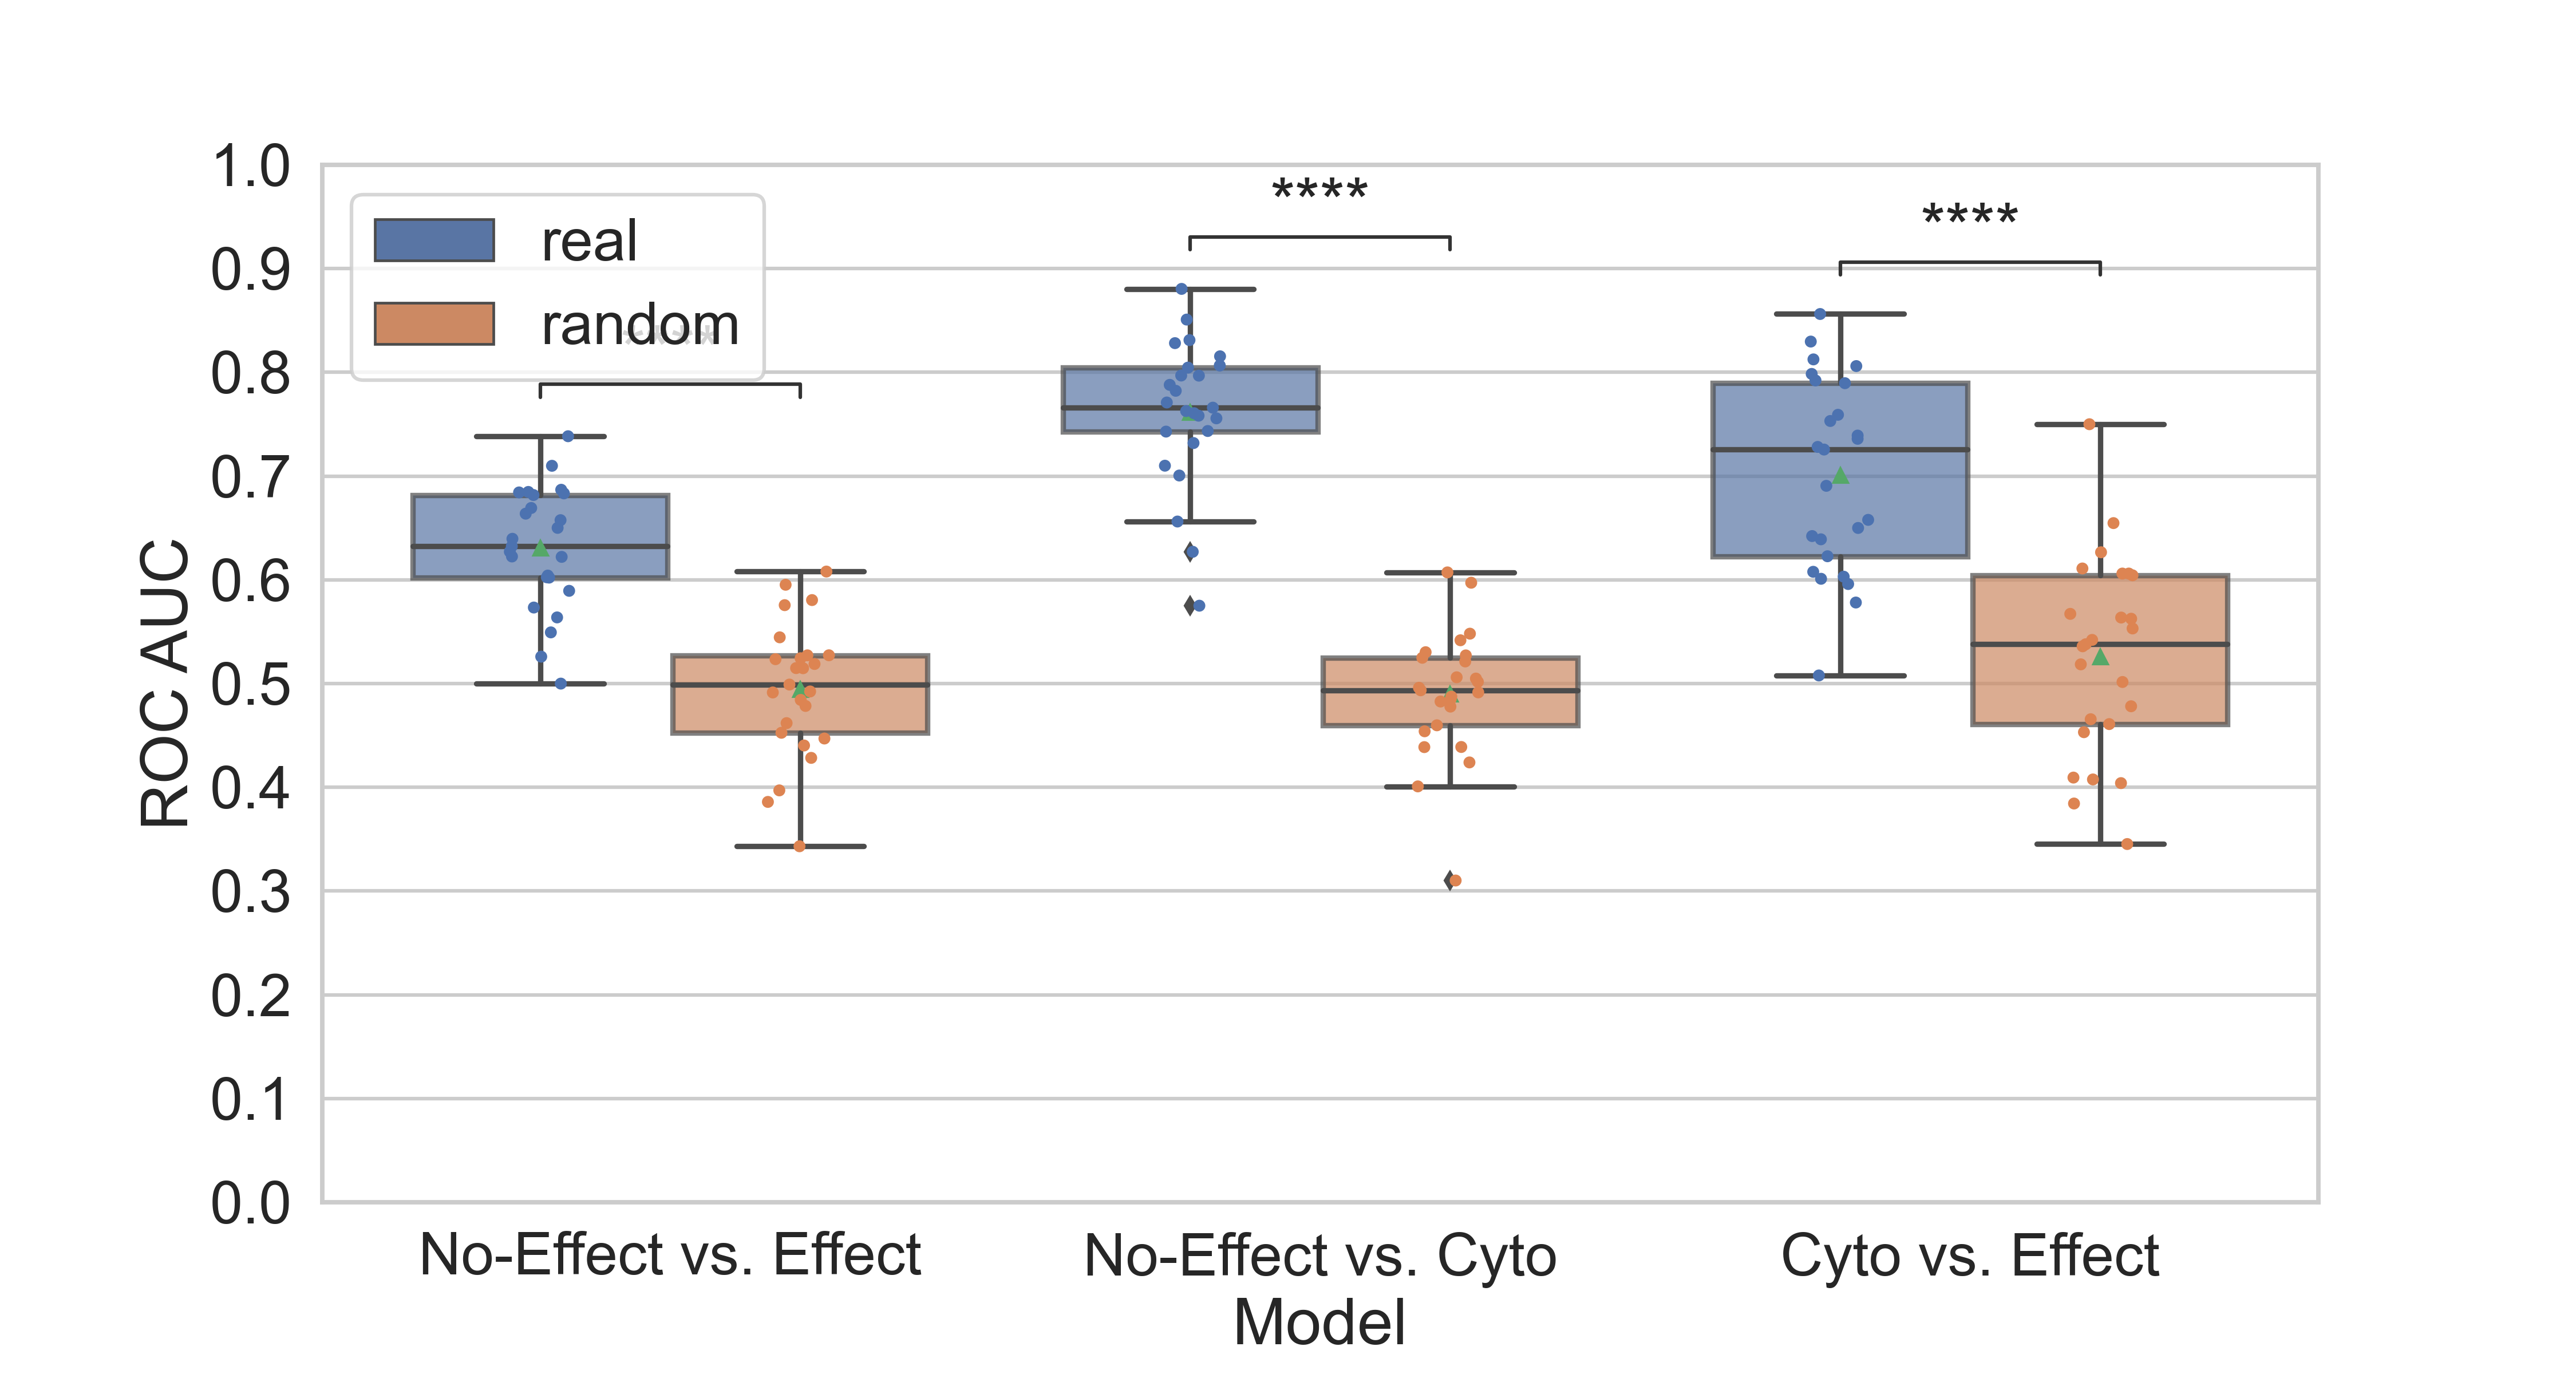 1.0
0.9
0.8
0.7
0.6
0.5
0.4
0.3
0.2
0.1
0.0
ROC AUC
real
random
****
****
****
No-Effect vs. Effect
No-Effect vs. Cyto
Cyto vs. Effect
Model